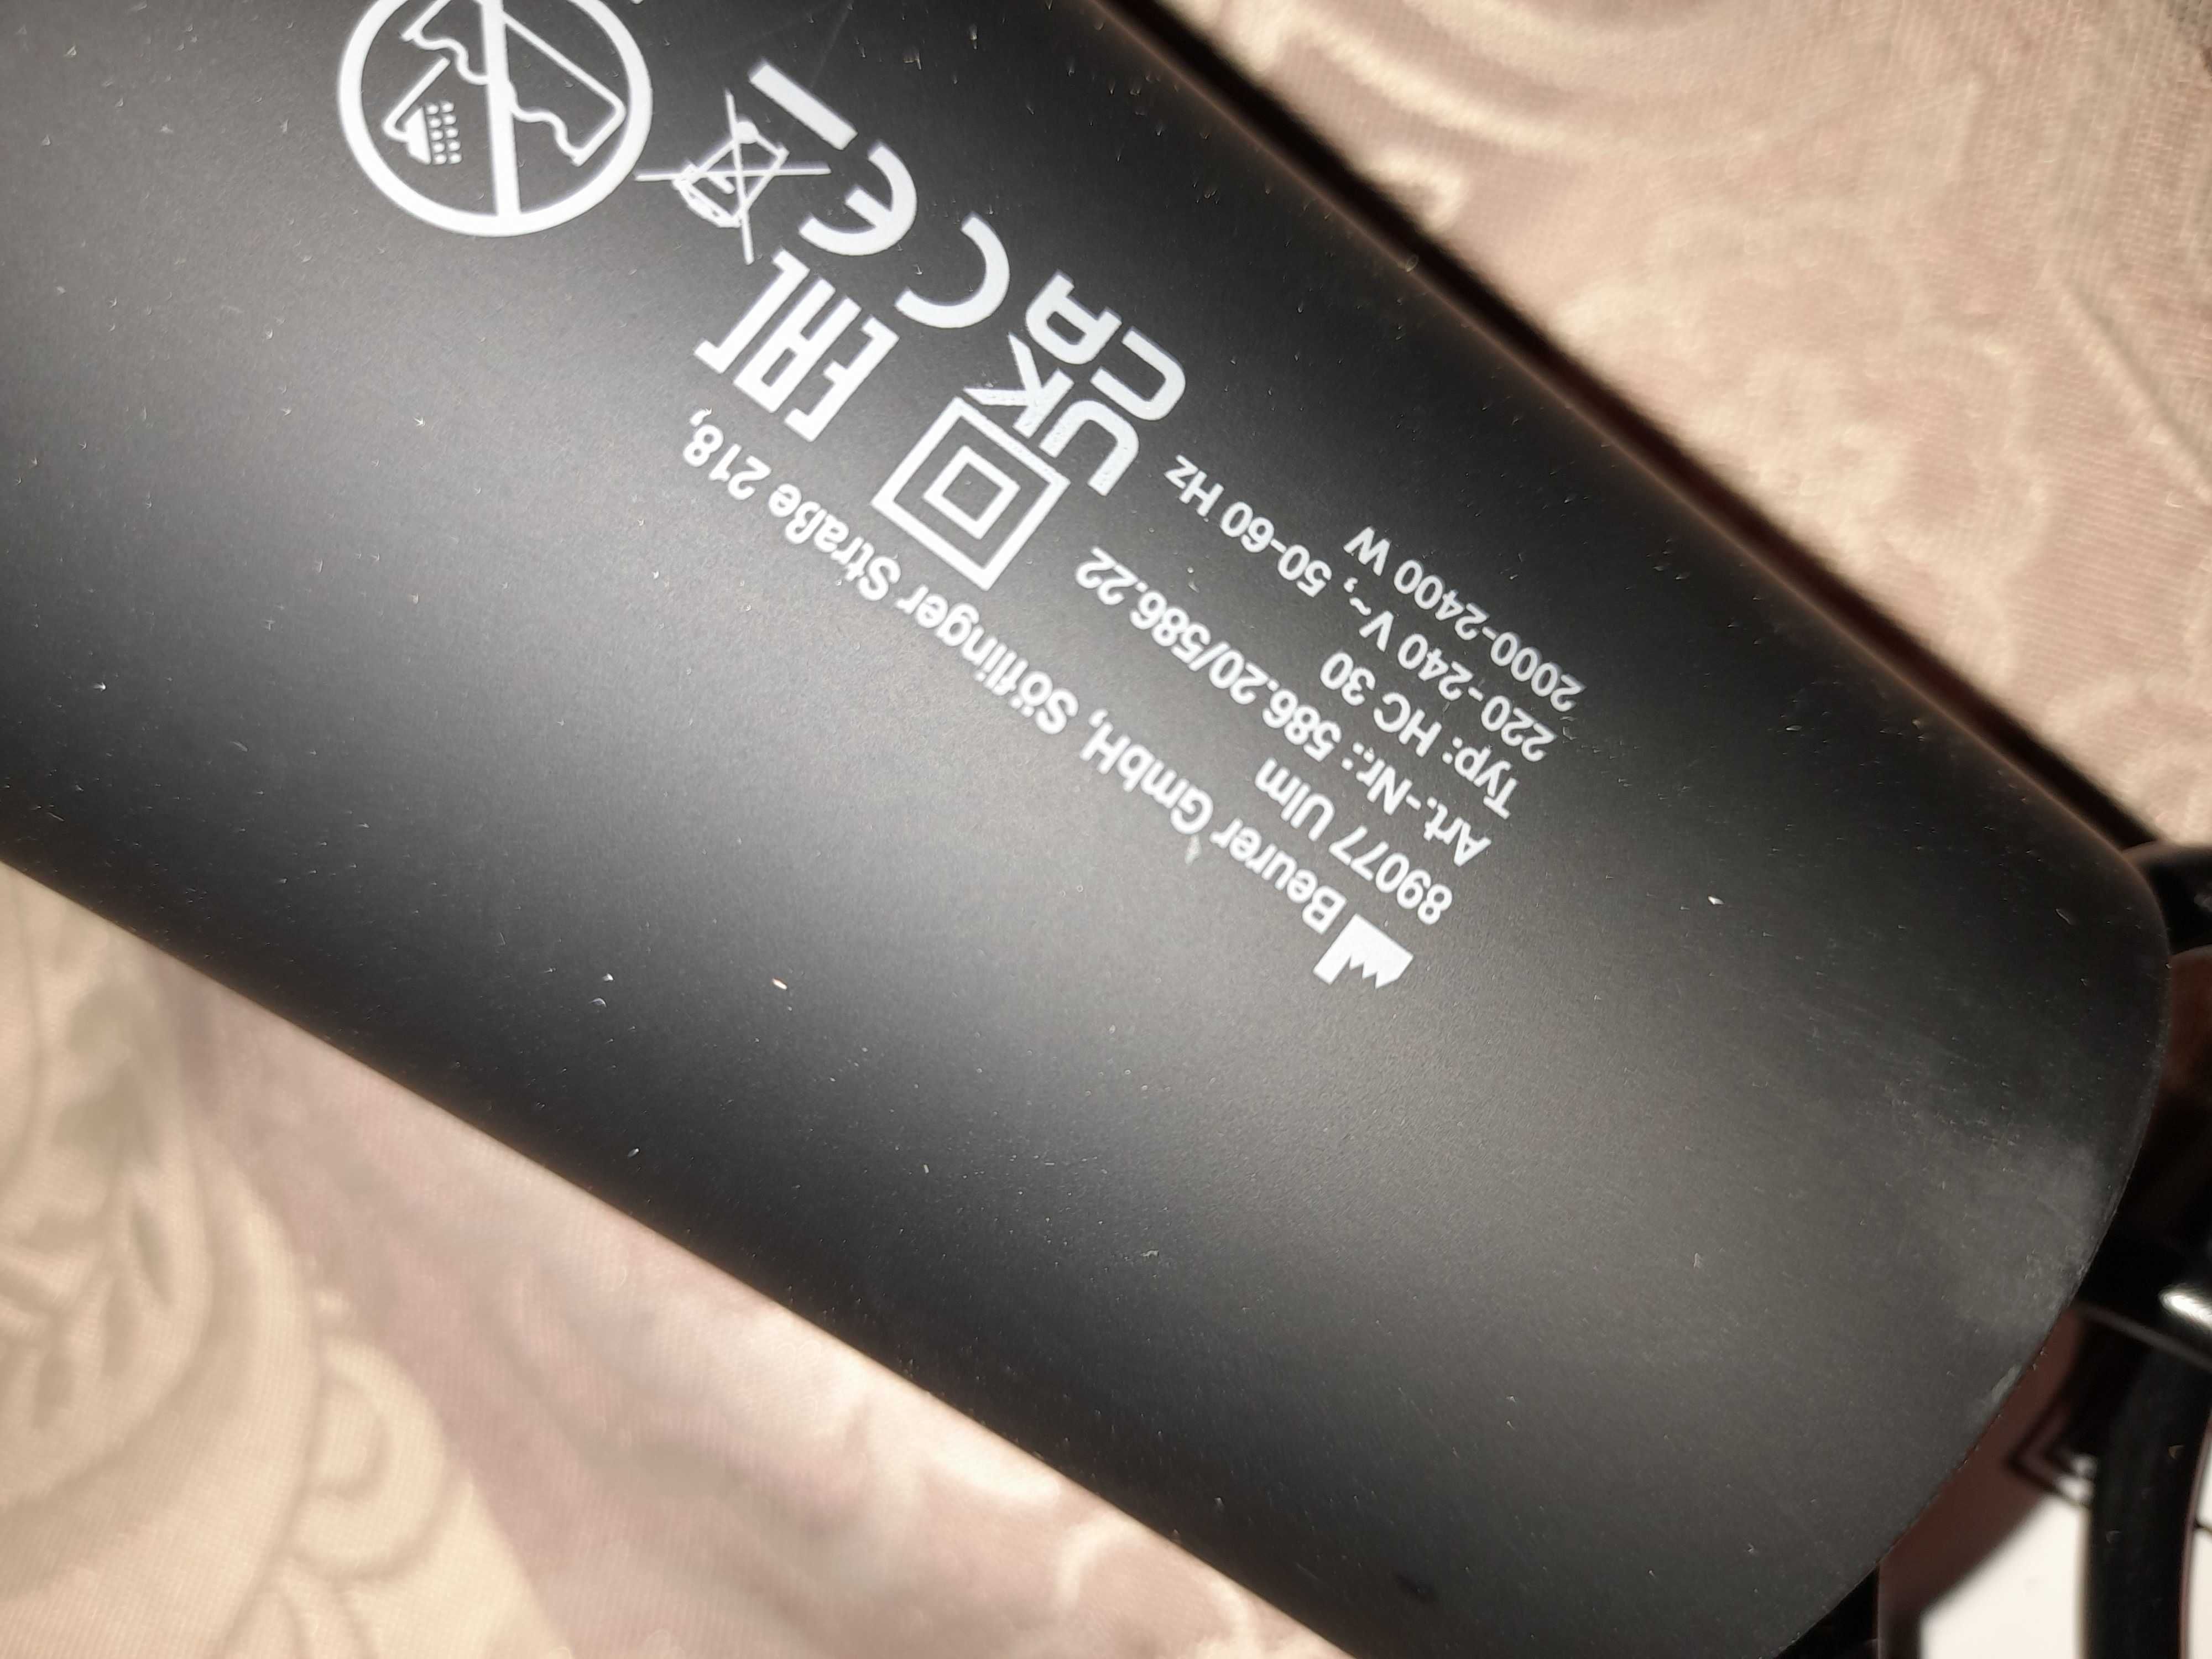 Beurer GmbH, Söflinger Straße 218,
89077 Ulm
Art.-Nr.: 586.20/586.22
Typ: HC 30
220-240 V~, 50-60 Hz
2000-2400 W
UK
CA
CE
EAC